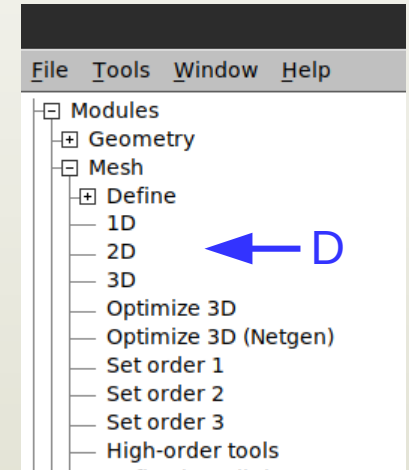 File Tools Window Help
Modules
Geometry
Mesh
Define
1D
2D D
3D
Optimize 3D
Optimize 3D (Netgen)
Set order 1
Set order 2
Set order 3
High-order tools